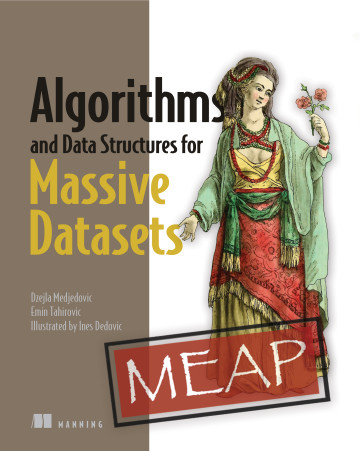 Algorithms
and Data Structures for
Massive
Datasets
Dzejla Medjedovic
Emin Tahirovic
Illustrated by Ines Dedovic
MEAP
MANNING